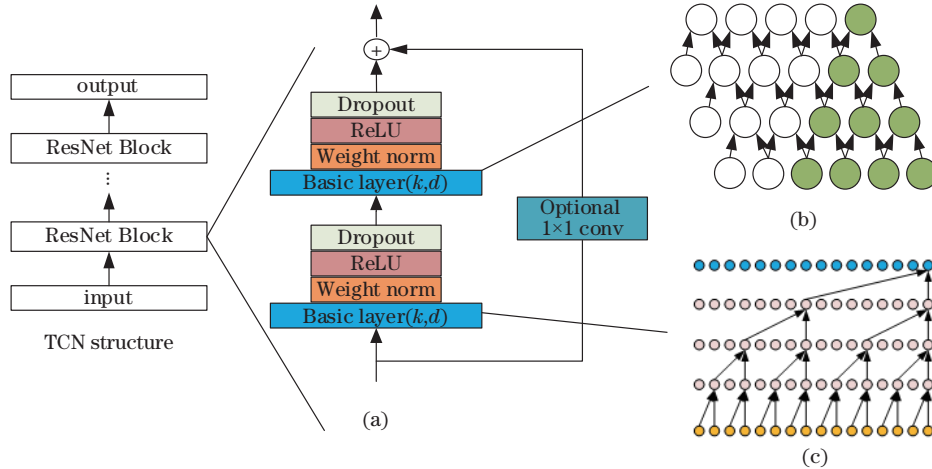 output
ResNet Block
...
ResNet Block
input
TCN structure
+
Dropout
ReLU
Weight norm
Basic layer(k,d)
Dropout
ReLU
Weight norm
Basic layer(k,d)
Optional
1×1 conv
(a)
(b)
(c)